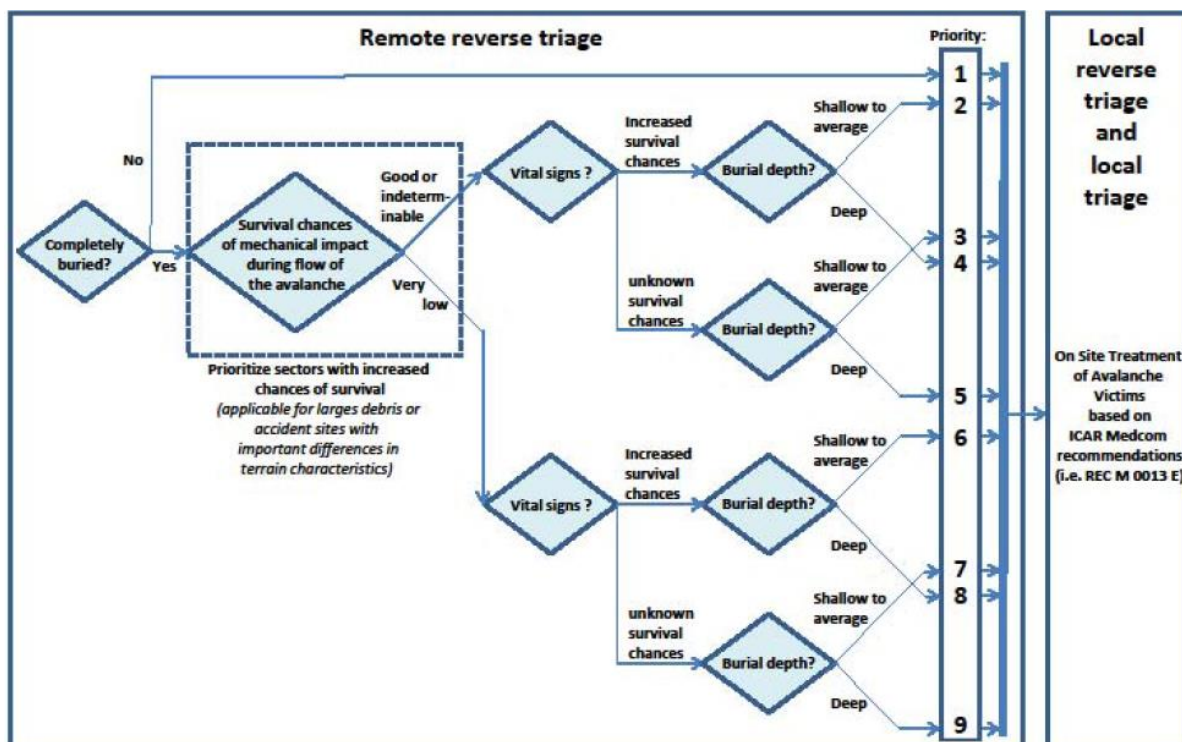 Remote reverse triage
Priority:
Local
reverse
triage
and
local
triage
1
2
3
4
5
6
7
8
9
No
Completely
buried?
Yes
Survival chances
of mechanical impact
during flow of
the avalanche
Good or
indeterm-
inable
Very
low
Prioritize sectors with increased
chances of survival
(applicable for larges debris or
accident sites with
important differences in
terrain characteristics)
Vital signs ?
Increased
survival
chances
Burial depth?
Shallow to
average
Deep
unknown
survival
chances
Burial depth?
Shallow to
average
Deep
Vital signs ?
Increased
survival
chances
Burial depth?
Shallow to
average
Deep
unknown
survival
chances
Burial depth?
Shallow to
average
Deep
On Site Treatment
of Avalanche
Victims
based on
ICAR Medcom
recommendations
(i.e. REC M 0013 E)